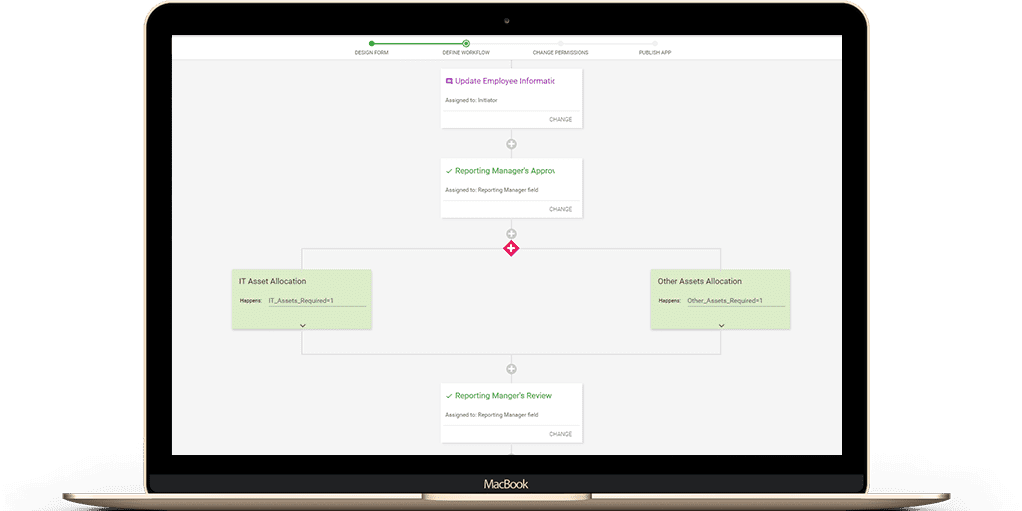 DESIGN FORM
DEFINE WORKFLOW
CHANGE PERMISSIONS
PUBLISH APP
Update Employee Informatic
Assigned to: Initiator
CHANGE
Reporting Manager's Approv
Assigned to: Reporting Manager field
CHANGE
IT Asset Allocation
Happens: IT_Assets_Required=1
Other Assets Allocation
Happens: Other_Assets_Required=1
Reporting Manger's Review
Assigned to: Reporting Manager field
CHANGE
MacBook